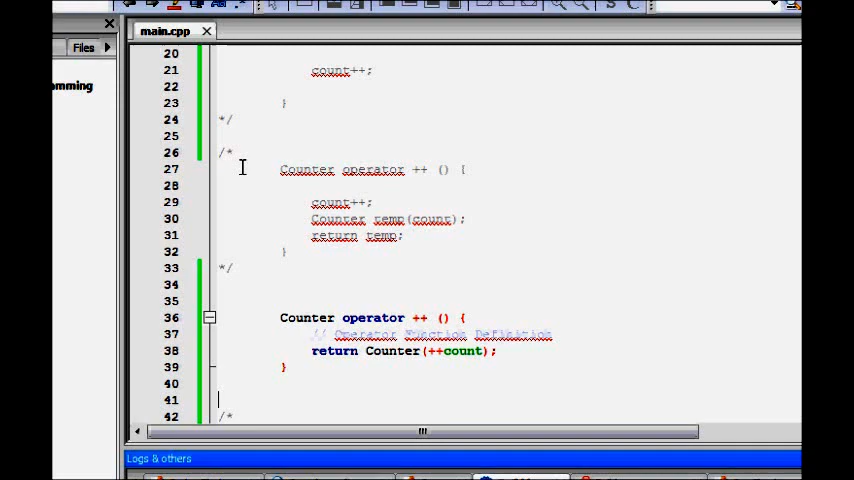 main.cpp
Files
mming
20
21 count++;
22
23 }
24 */
25
26 /*
27 Counter operator ++ () {
28
29 count++;
30 Counter temp(count);
31 return temp;
32 }
33 */
34
35
36 Counter operator ++ () {
37 // Operator Function Definition
38 return Counter(++count);
39 }
40
41
42 /*
Logs & others